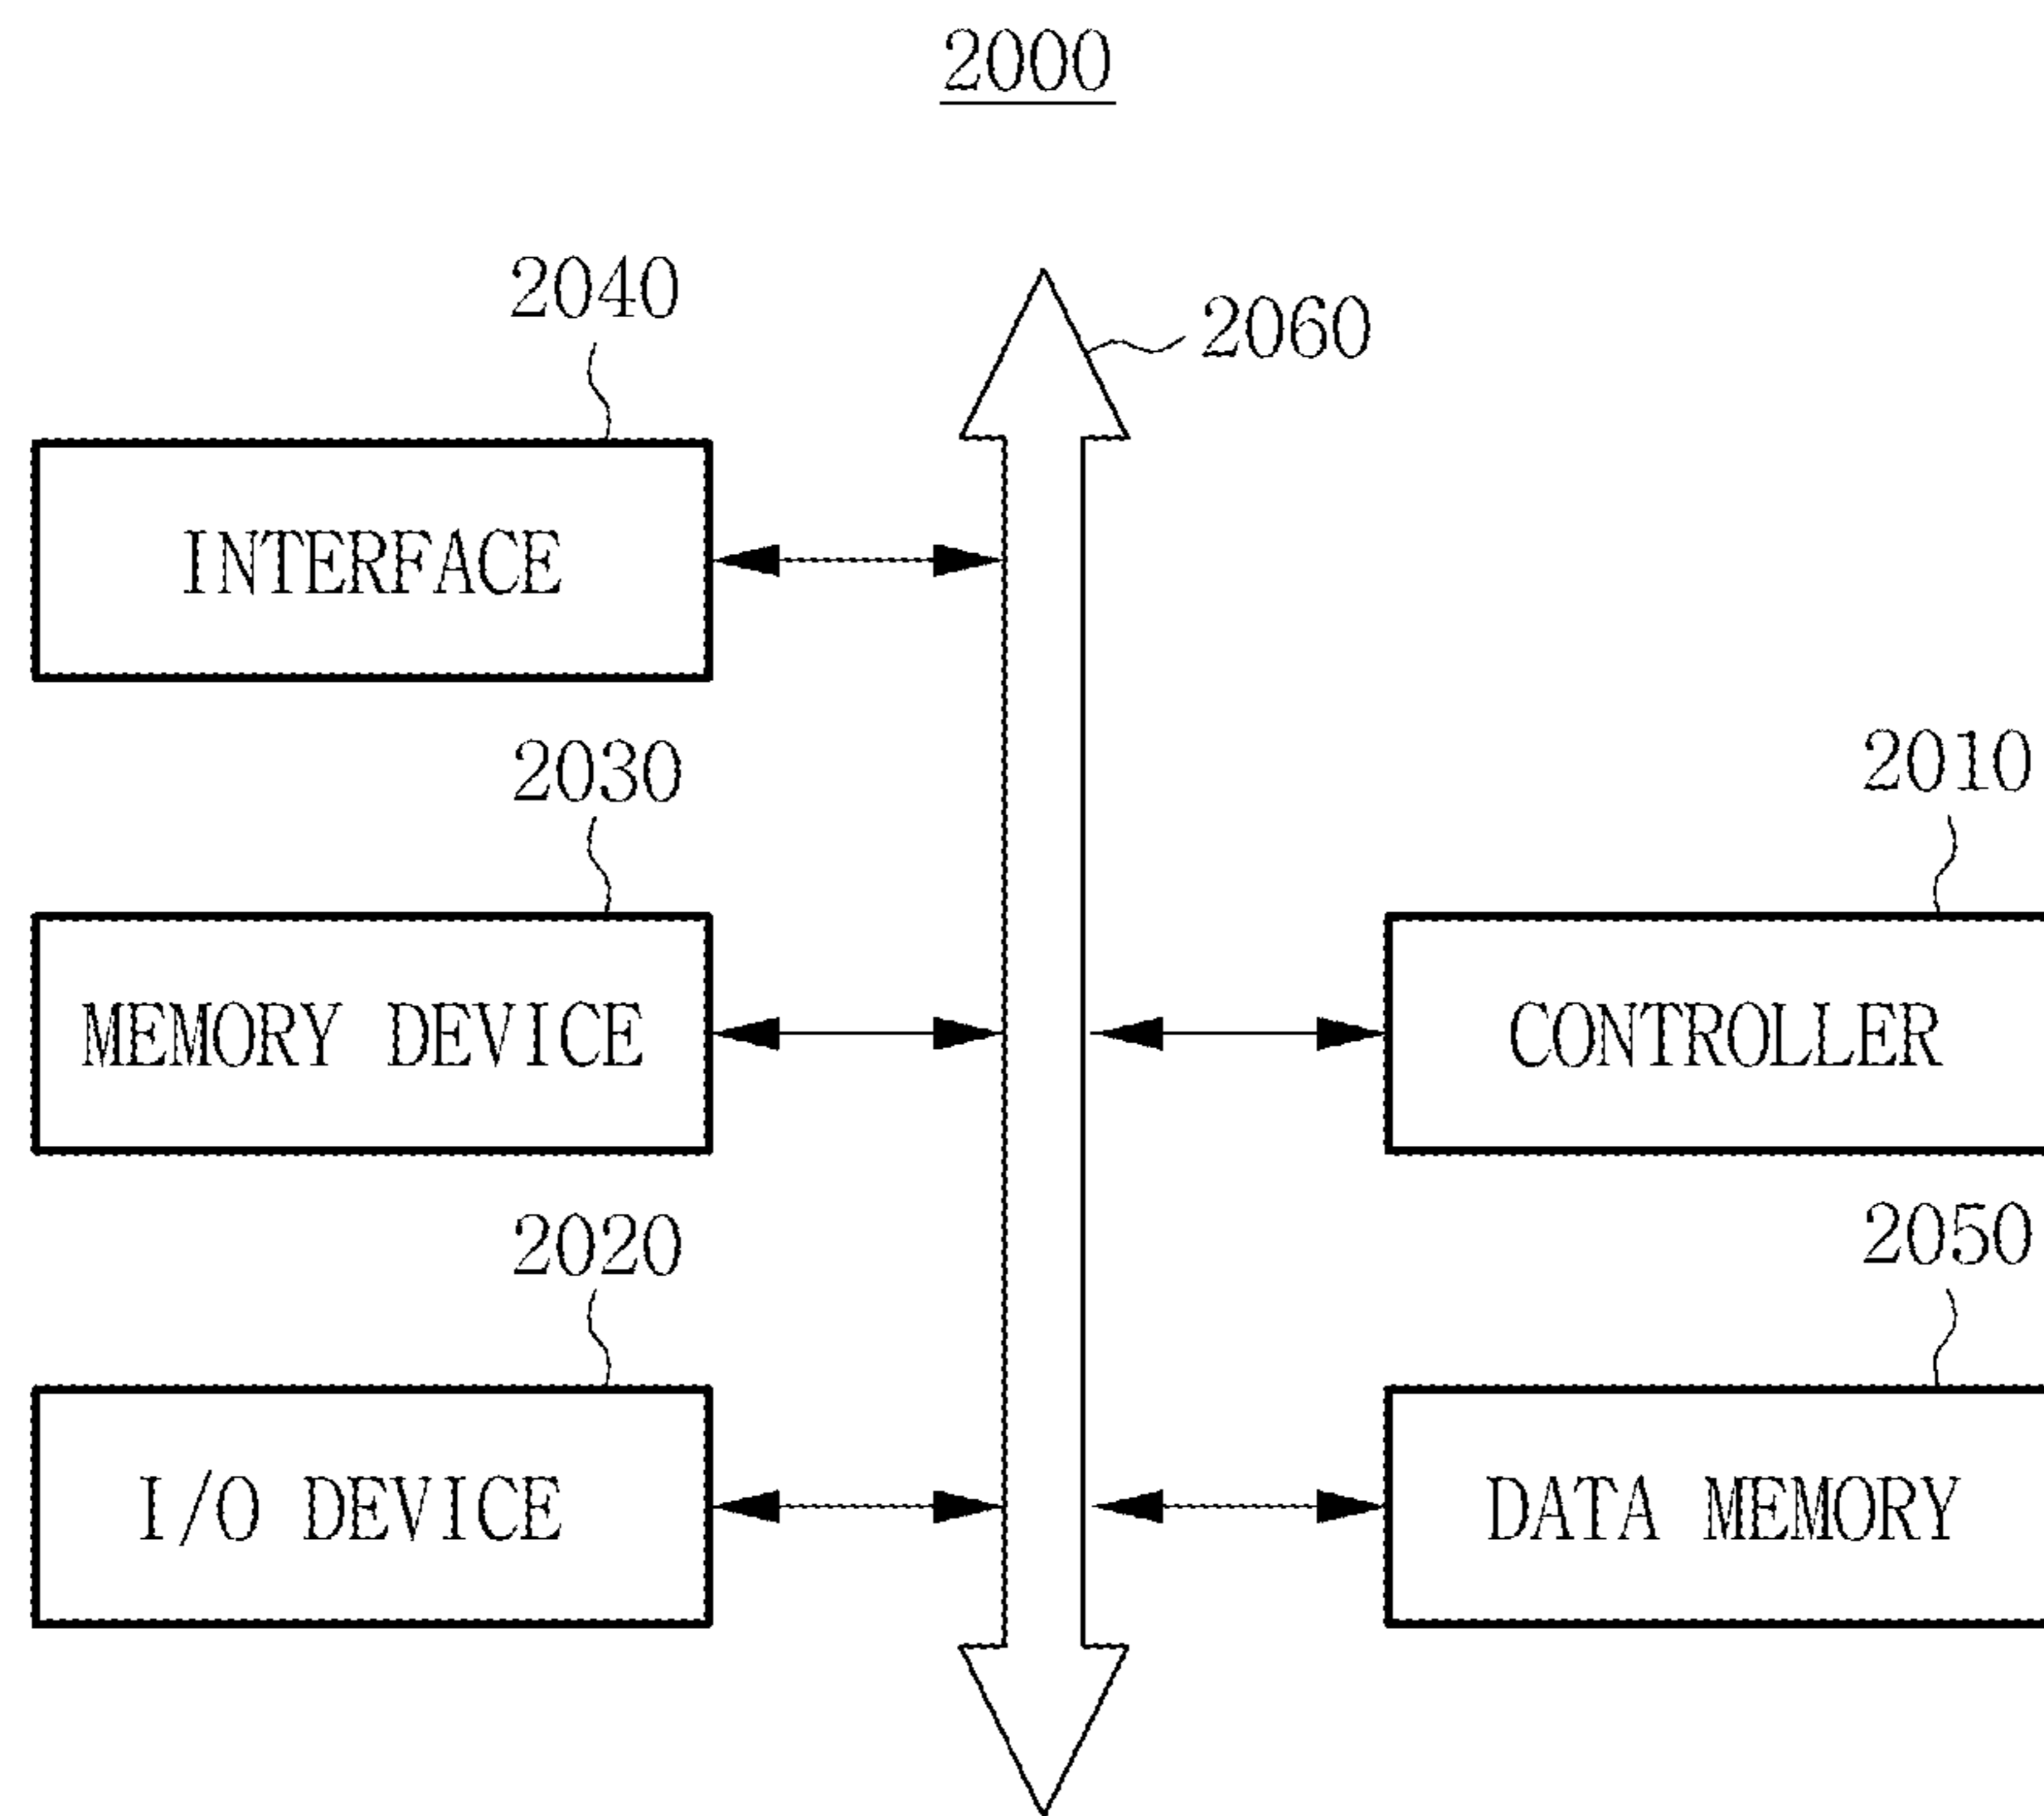 2000
2040
2060
INTERFACE
2030
2010
MEMORY DEVICE
CONTROLLER
2020
2050
I/O DEVICE
DATA MEMORY